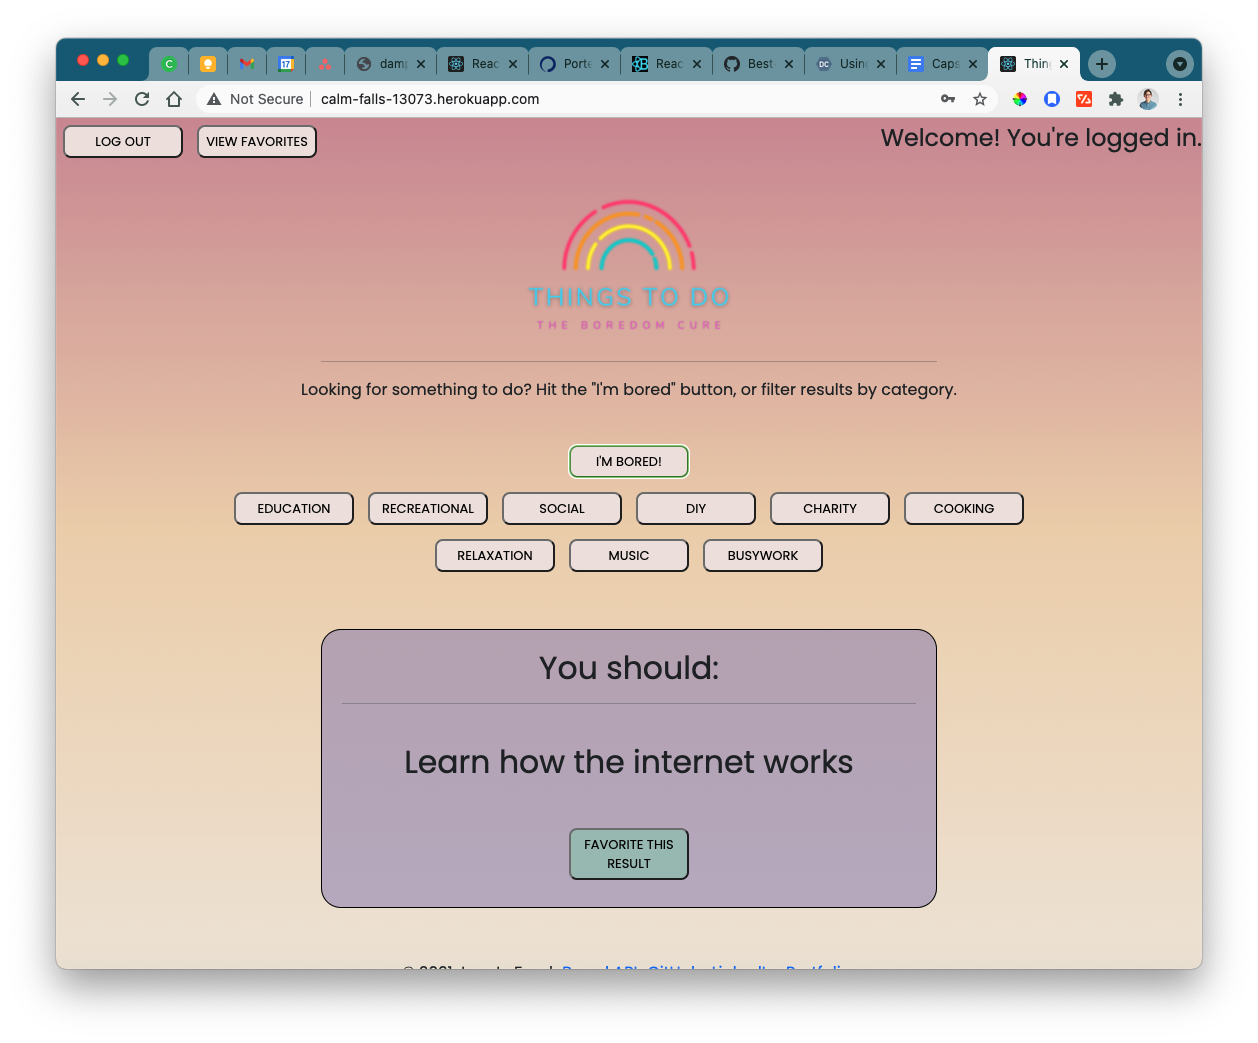 17 damp Reac Porte Reac Best DC Usin Caps Thin
Not Secure calm-falls-13073.herokuapp.com
LOG OUT VIEW FAVORITES Welcome! You're logged in.
THINGS TO DO
THE BOREDOM CURE
Looking for something to do? Hit the "I'm bored" button, or filter results by category.
I'M BORED!
EDUCATION RECREATIONAL SOCIAL DIY CHARITY COOKING
RELAXATION MUSIC BUSYWORK
You should:
Learn how the internet works
FAVORITE THIS
RESULT